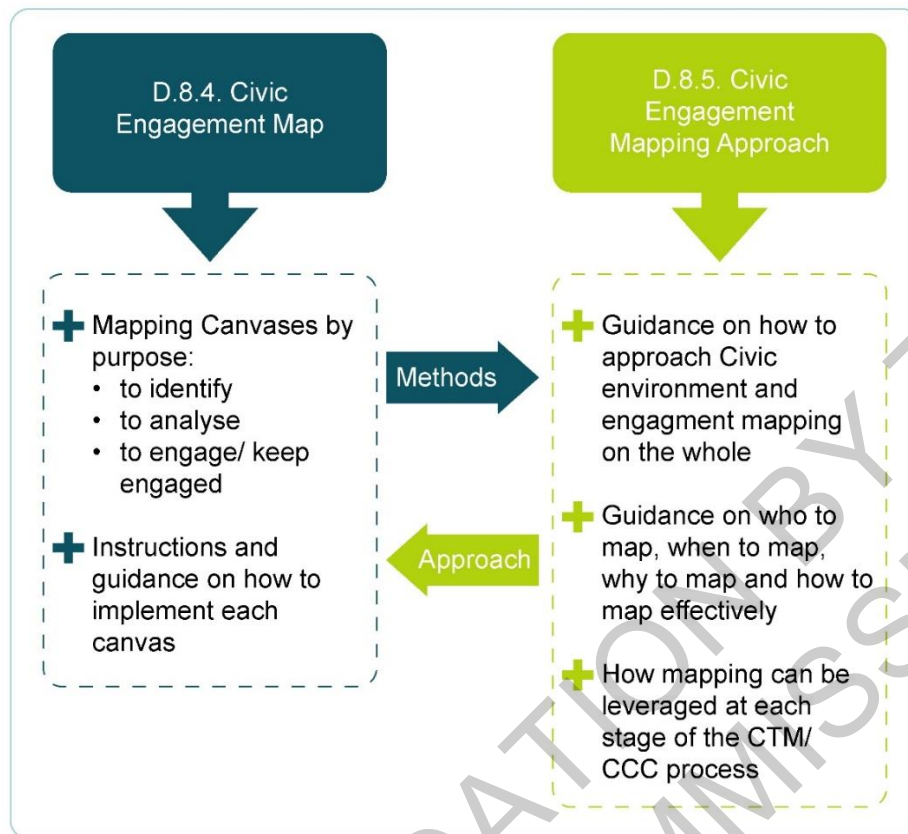 D.8.4. Civic
Engagement Map
D.8.5. Civic
Engagement
Mapping Approach
Mapping Canvases by
purpose:
• to identify
• to analyse
• to engage/ keep
engaged
Instructions and
guidance on how to
implement each
canvas
Methods
Approach
Guidance on how to
approach Civic
environment and
engagment mapping
on the whole
Guidance on who to
map, when to map,
why to map and how to
map effectively
How mapping can be
leveraged at each
stage of the CTM/
CCC process